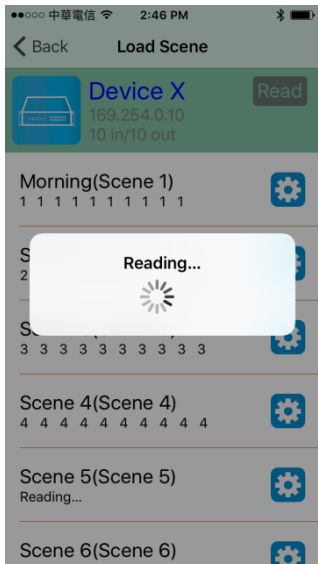 中華電信 2:46 PM
Back Load Scene
Device X
Read
169.254.0.10
10 in/10 out
Morning(Scene 1)
1 1 1 1 1 1 1 1 1 1
S
2
Reading...
3 3 3 3 3 3 3 3 3 3
Scene 4(Scene 4)
4 4 4 4 4 4 4 4 4 4
Scene 5(Scene 5)
Reading...
Scene 6(Scene 6)